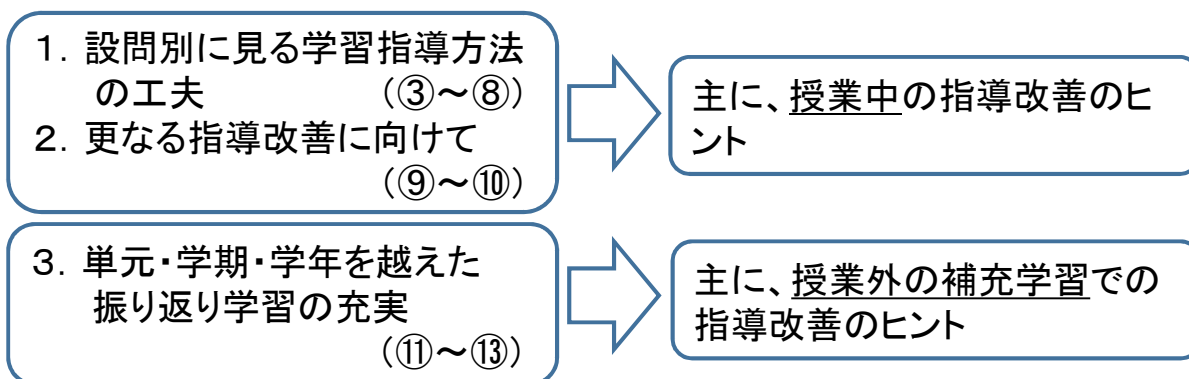 １．設問別に見る学習指導方法
の工夫　　　　　（③～⑧）
２．更なる指導改善に向けて
（⑨～⑩）
主に、授業中の指導改善のヒ
ント
３．単元・学期・学年を越えた
振り返り学習の充実
（⑪～⑬）
主に、授業外の補充学習での
指導改善のヒント